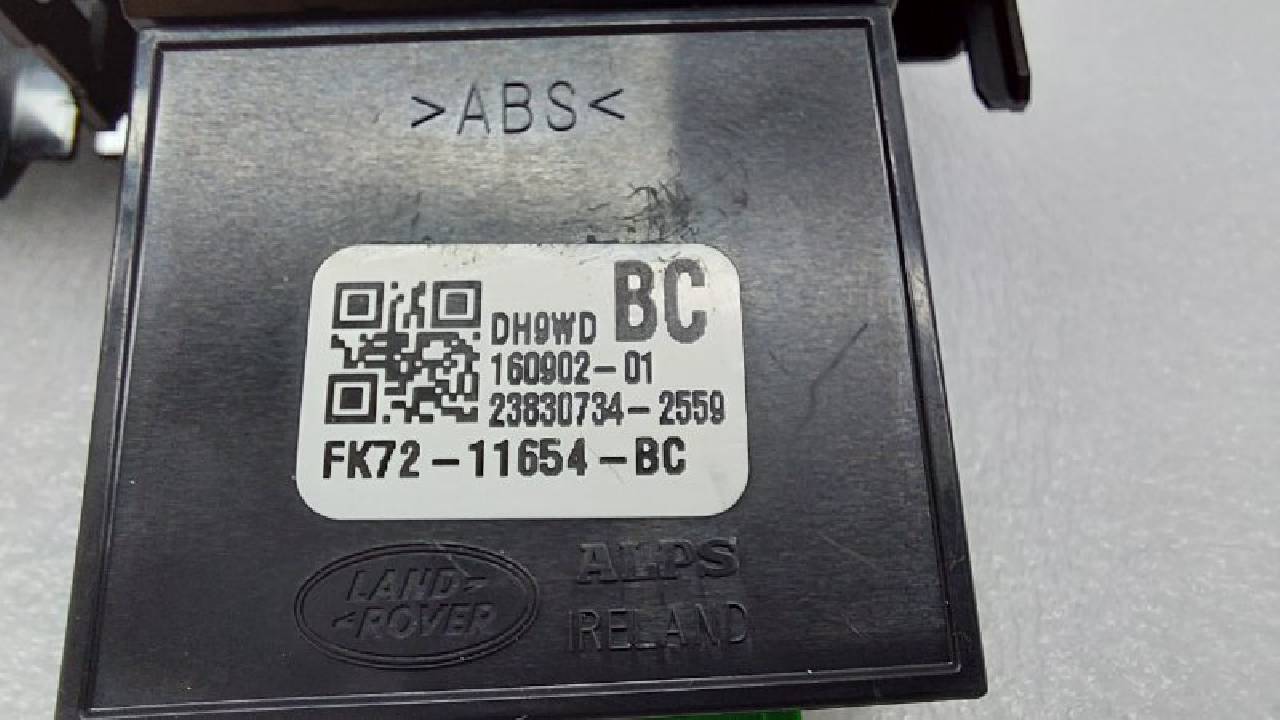 >ABS<
BC
DH9WD
160902-01
23830734-2559
FK72-11654-BC
LAND
ROVER
ALPS
IRELAND